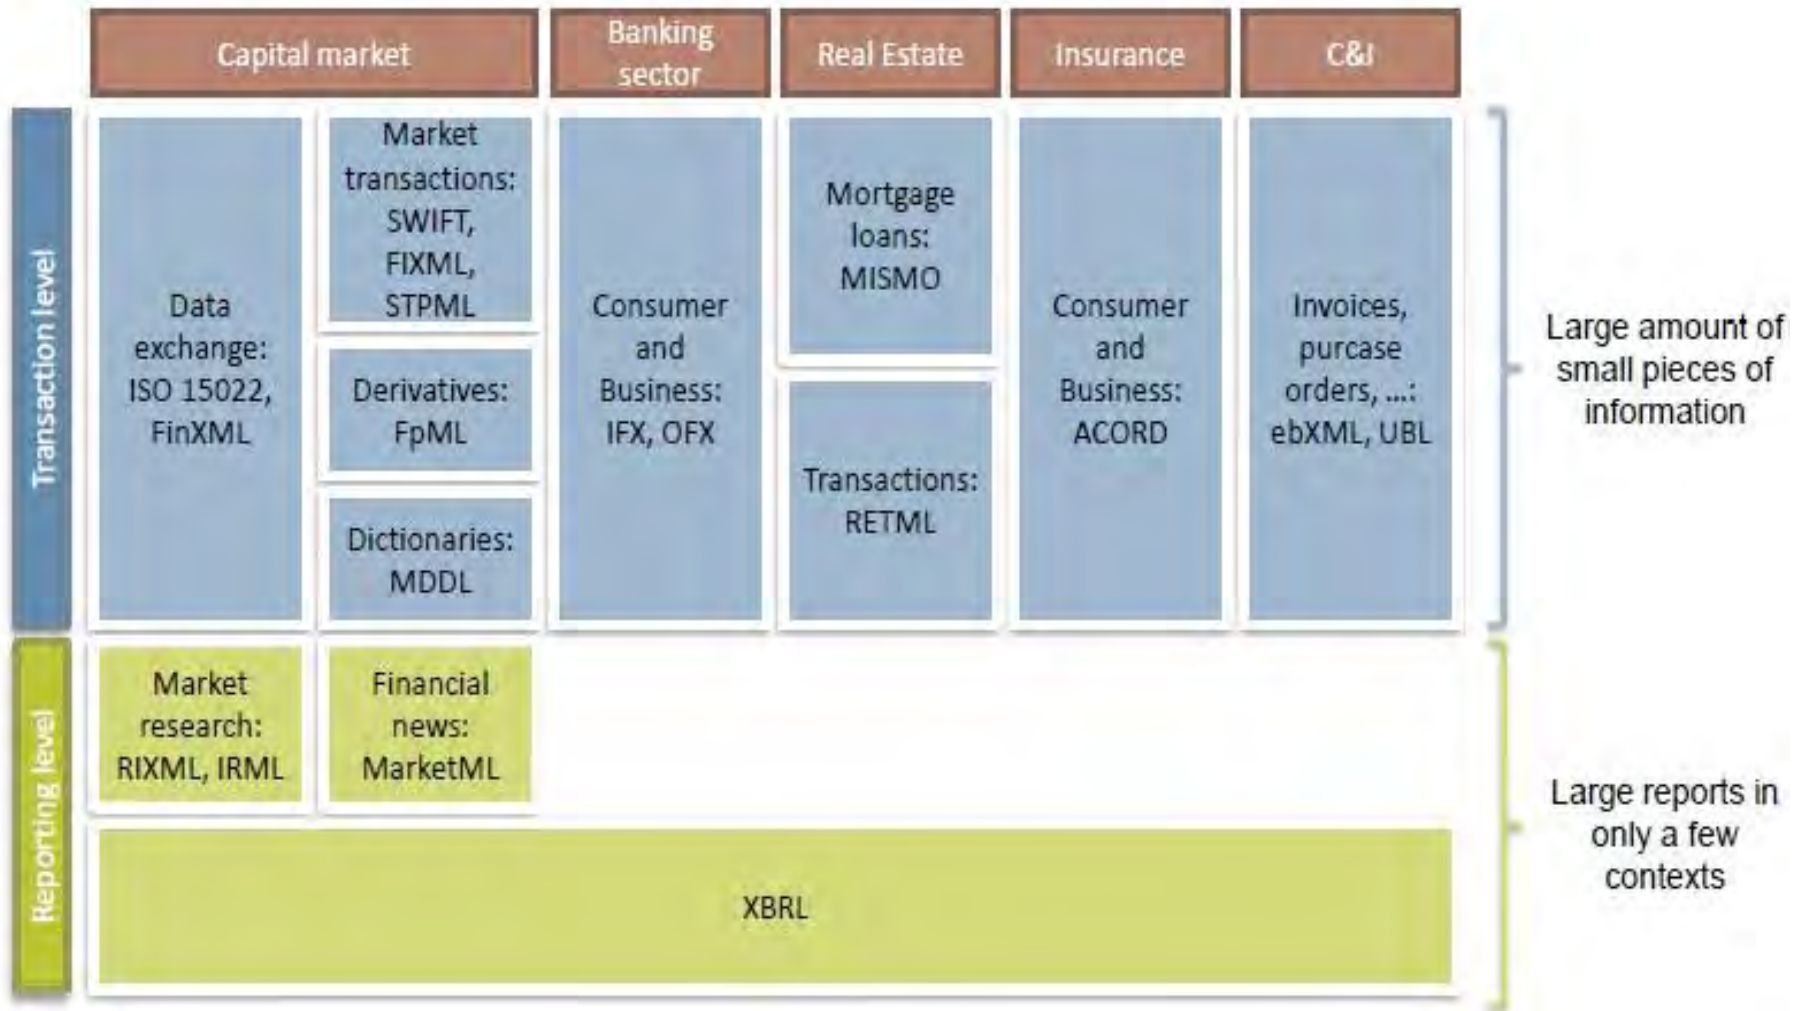 Capital market
Banking
sector
Real Estate
Insurance
C&I
Transaction level
Data
exchange:
ISO 15022,
FinXML
Market
transactions:
SWIFT,
FIXML,
STPML
Derivatives:
FpML
Dictionaries:
MDDL
Consumer
and
Business:
IFX, OFX
Mortgage
loans:
MISMO
Transactions:
RETML
Consumer
and
Business:
ACORD
Invoices,
purcase
orders, ...:
ebXML, UBL
Large amount of
small pieces of
information
Reporting level
Market
research:
RIXML, IRML
Financial
news:
MarketML
XBRL
Large reports in
only a few
contexts